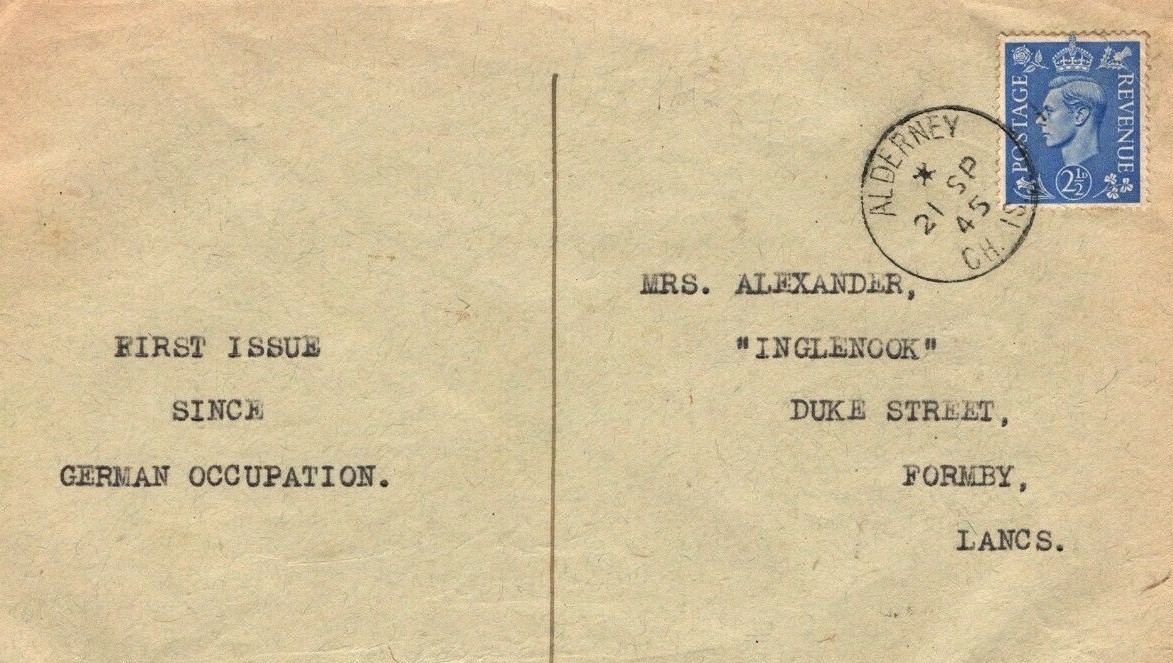 POSTAGE
REVENUE
2½D
ALDERNEY
21 SP
45
CH. IS
FIRST ISSUE
SINCE
GERMAN OCCUPATION.
MRS. ALEXANDER,
"INGLENOOK"
DUKE STREET,
FORMBY,
LANCS.